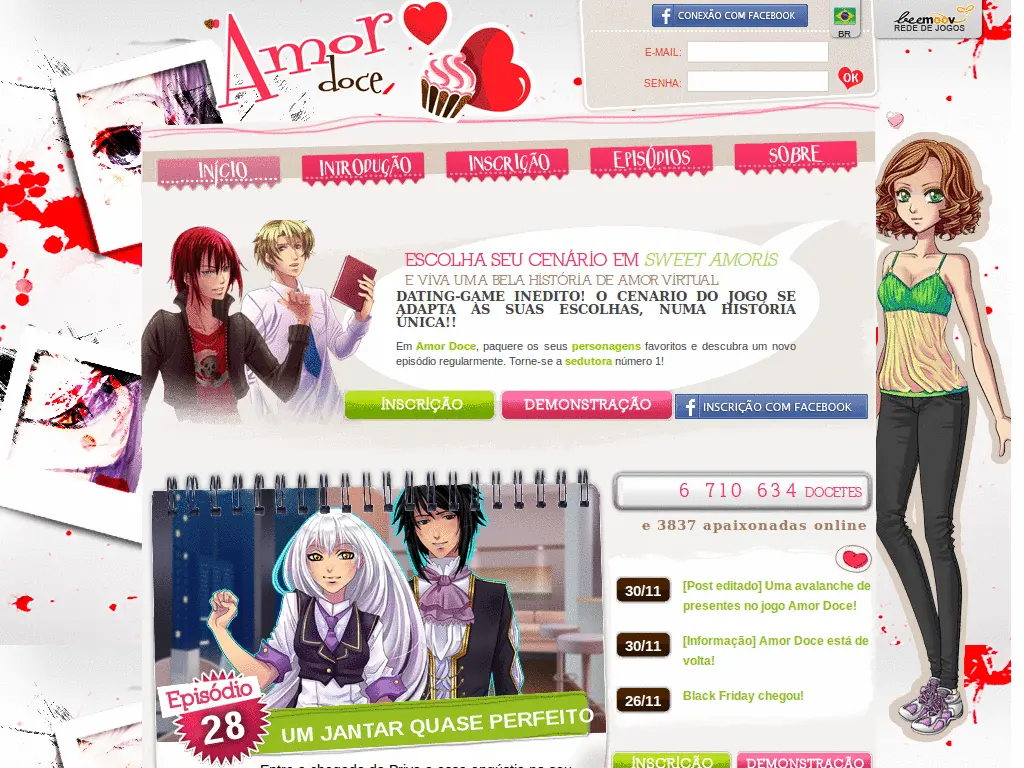 Amor doce
CONEXÃO COM FACEBOOK
BR
beemoov
REDE DE JOGOS
E-MAIL:
SENHA:
OK
INÍCIO
INTRODUÇÃO
INSCRIÇÃO
EPISÓDIOS
SOBRE
ESCOLHA SEU CENÁRIO EM SWEET AMORIS
E VIVA UMA BELA HISTÓRIA DE AMOR VIRTUAL
DATING-GAME INEDITO! O CENARIO DO JOGO SE
ADAPTA AS SUAS ESCOLHAS, NUMA HISTÓRIA
ÚNICA!!
Em Amor Doce, paquere os seus personagens favoritos e descubra um novo
episódio regularmente. Torne-se a sedutora número 1!
INSCRIÇÃO
DEMONSTRAÇÃO
INSCRIÇÃO COM FACEBOOK
6 710 634 DOCETES
e 3837 apaixonadas online
30/11
[Post editado] Uma avalanche de
presentes no jogo Amor Doce!
30/11
[Informação] Amor Doce está de
volta!
26/11
Black Friday chegou!
Episódio
28
UM JANTAR QUASE PERFEITO
INSCRIÇÃO
DEMONSTRAÇÃO